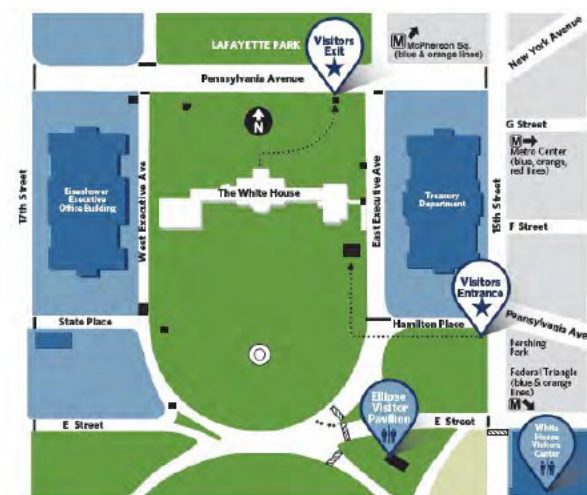 LAFAYETTE PARK
Visitors
Exit
M McPherson Sq.
(blue & orange lines)
New York Avenue
Pennsylvania Avenue
N
G Street
M
Metro Center
(blue, orange,
red lines)
17th Street
Eisenhower
Executive
Office Building
West Executive Ave
The White House
East Executive Ave
Treasury
Department
15th Street
F Street
Visitors
Entrance
State Place
Hamilton Place
Pennsylvania Ave
Pershing
Park
Federal Triangle
(blue & orange
lines)
M
Ellipse
Visitor
Pavilion
E Street
E Street
White
House
Visitors
Center